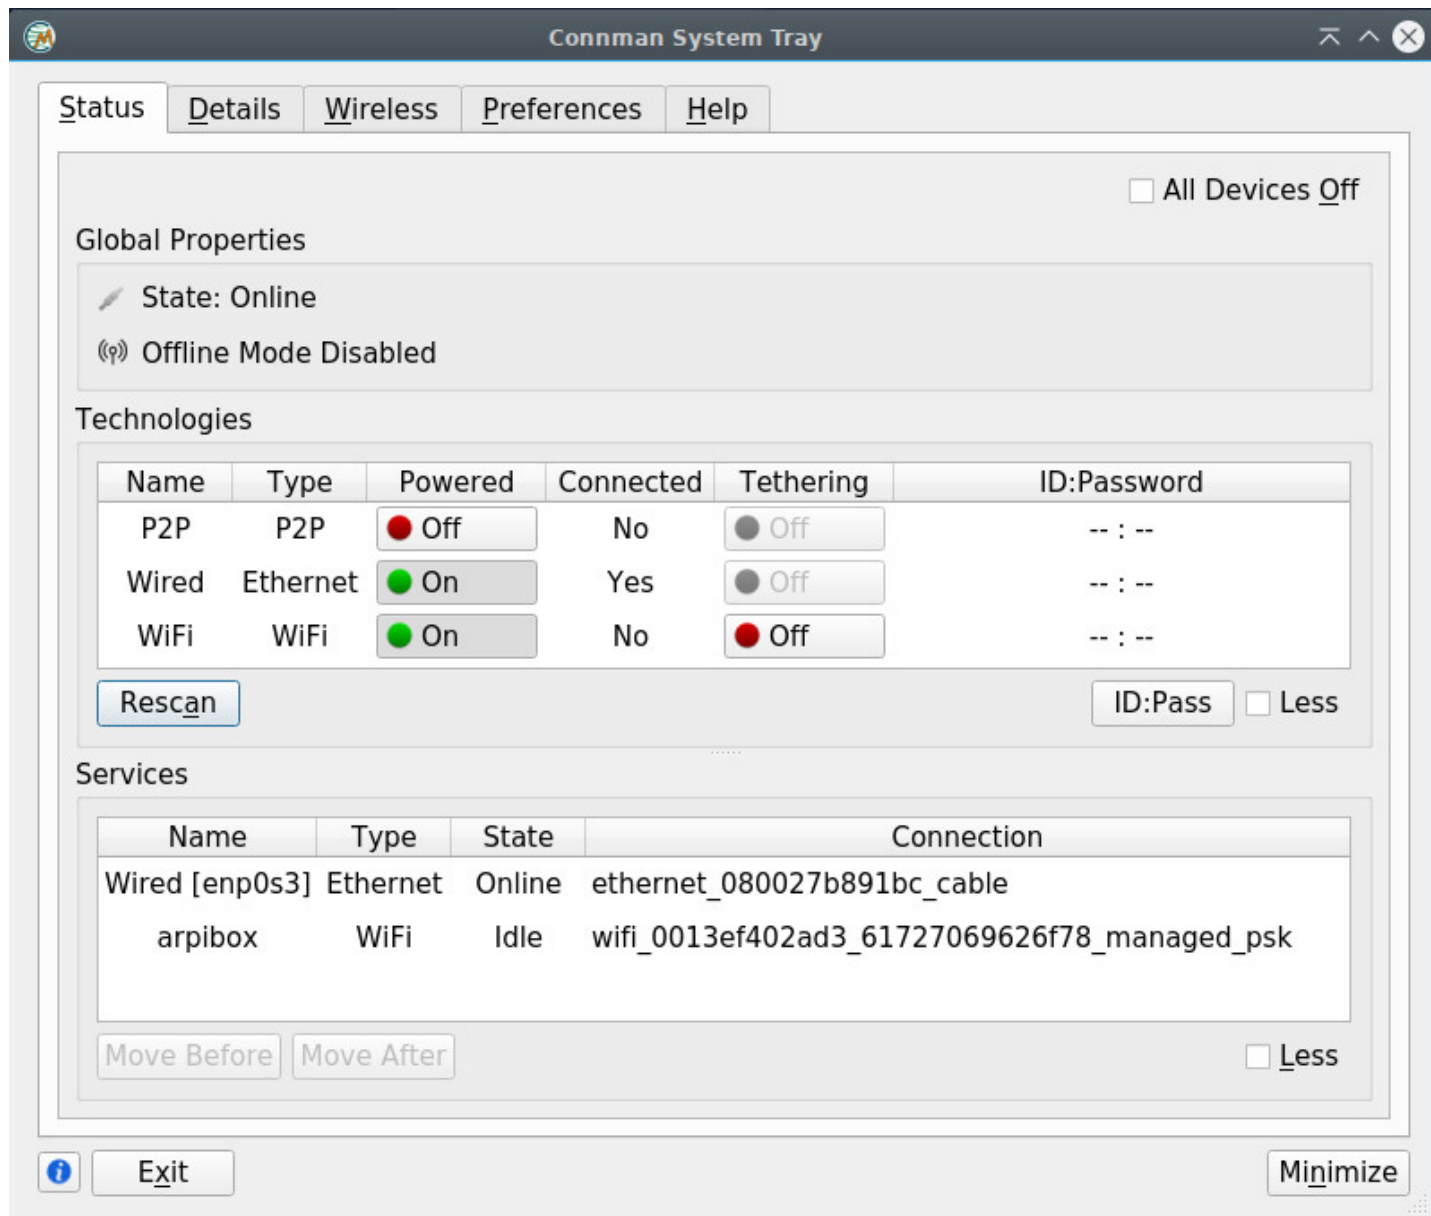 Connman System Tray
Status Details Wireless Preferences Help
All Devices Off
Global Properties
State: Online
Offline Mode Disabled
Technologies
Name Type Powered Connected Tethering ID:Password
P2P P2P Off No Off -- : --
Wired Ethernet On Yes Off -- : --
WiFi WiFi On No Off -- : --
Rescan ID:Pass Less
Services
Name Type State Connection
Wired [enp0s3] Ethernet Online ethernet_080027b891bc_cable
arpibox WiFi Idle wifi_0013ef402ad3_61727069626f78_managed_psk
Move Before Move After Less
Exit Minimize